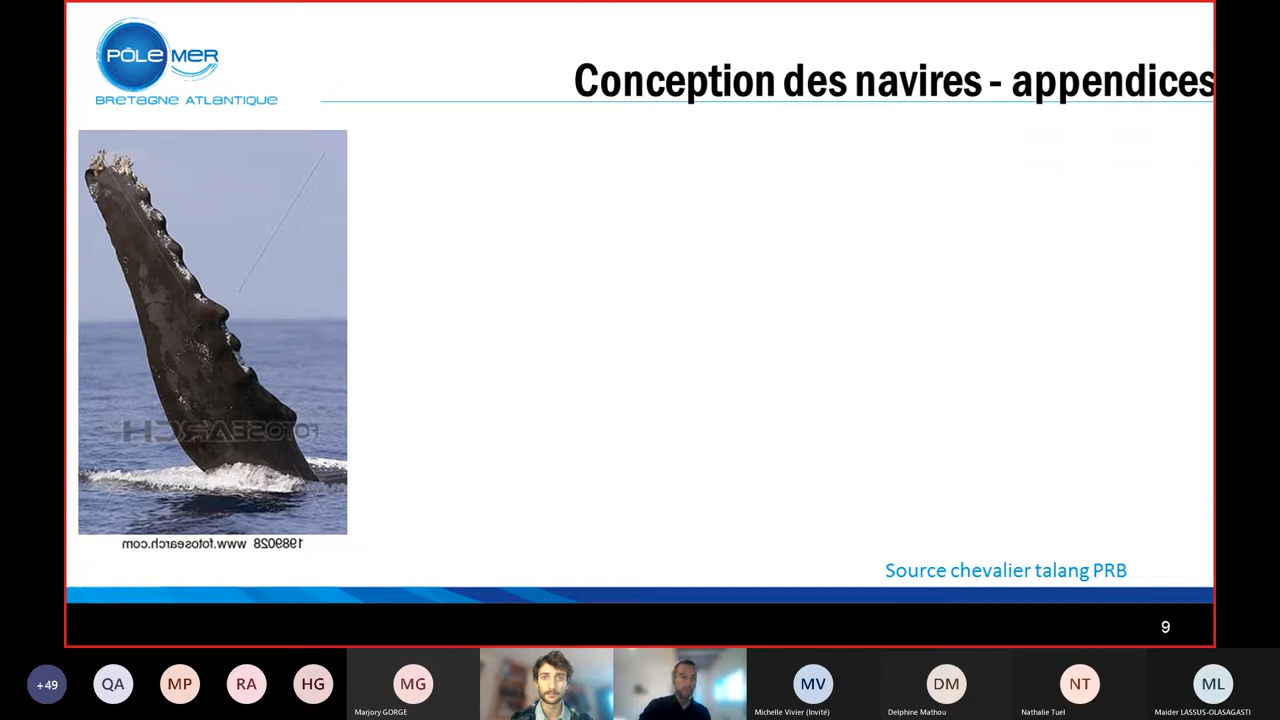 PÔLE MER
BRETAGNE ATLANTIQUE
Conception des navires - appendices
FOTOSEARCH
1989028 www.fotosearch.com
Source chevalier talang PRB
9
+49
QA
MP
RA
HG
MG
MV
DM
NT
ML
Marjory GORGE
Michelle Vivier (Invité)
Delphine Mathou
Nathalie Tuel
Maider LASSUS-OLASAGASTI